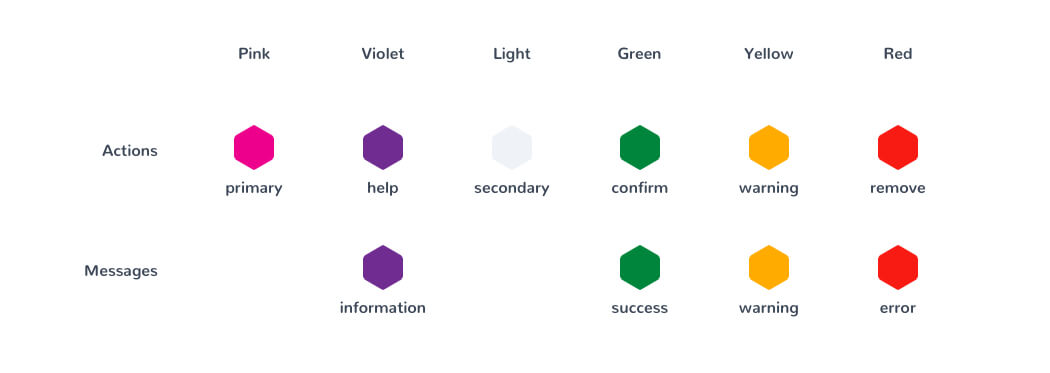 Pink Violet Light Green Yellow Red
Actions
primary help secondary confirm warning remove
Messages
information success warning error